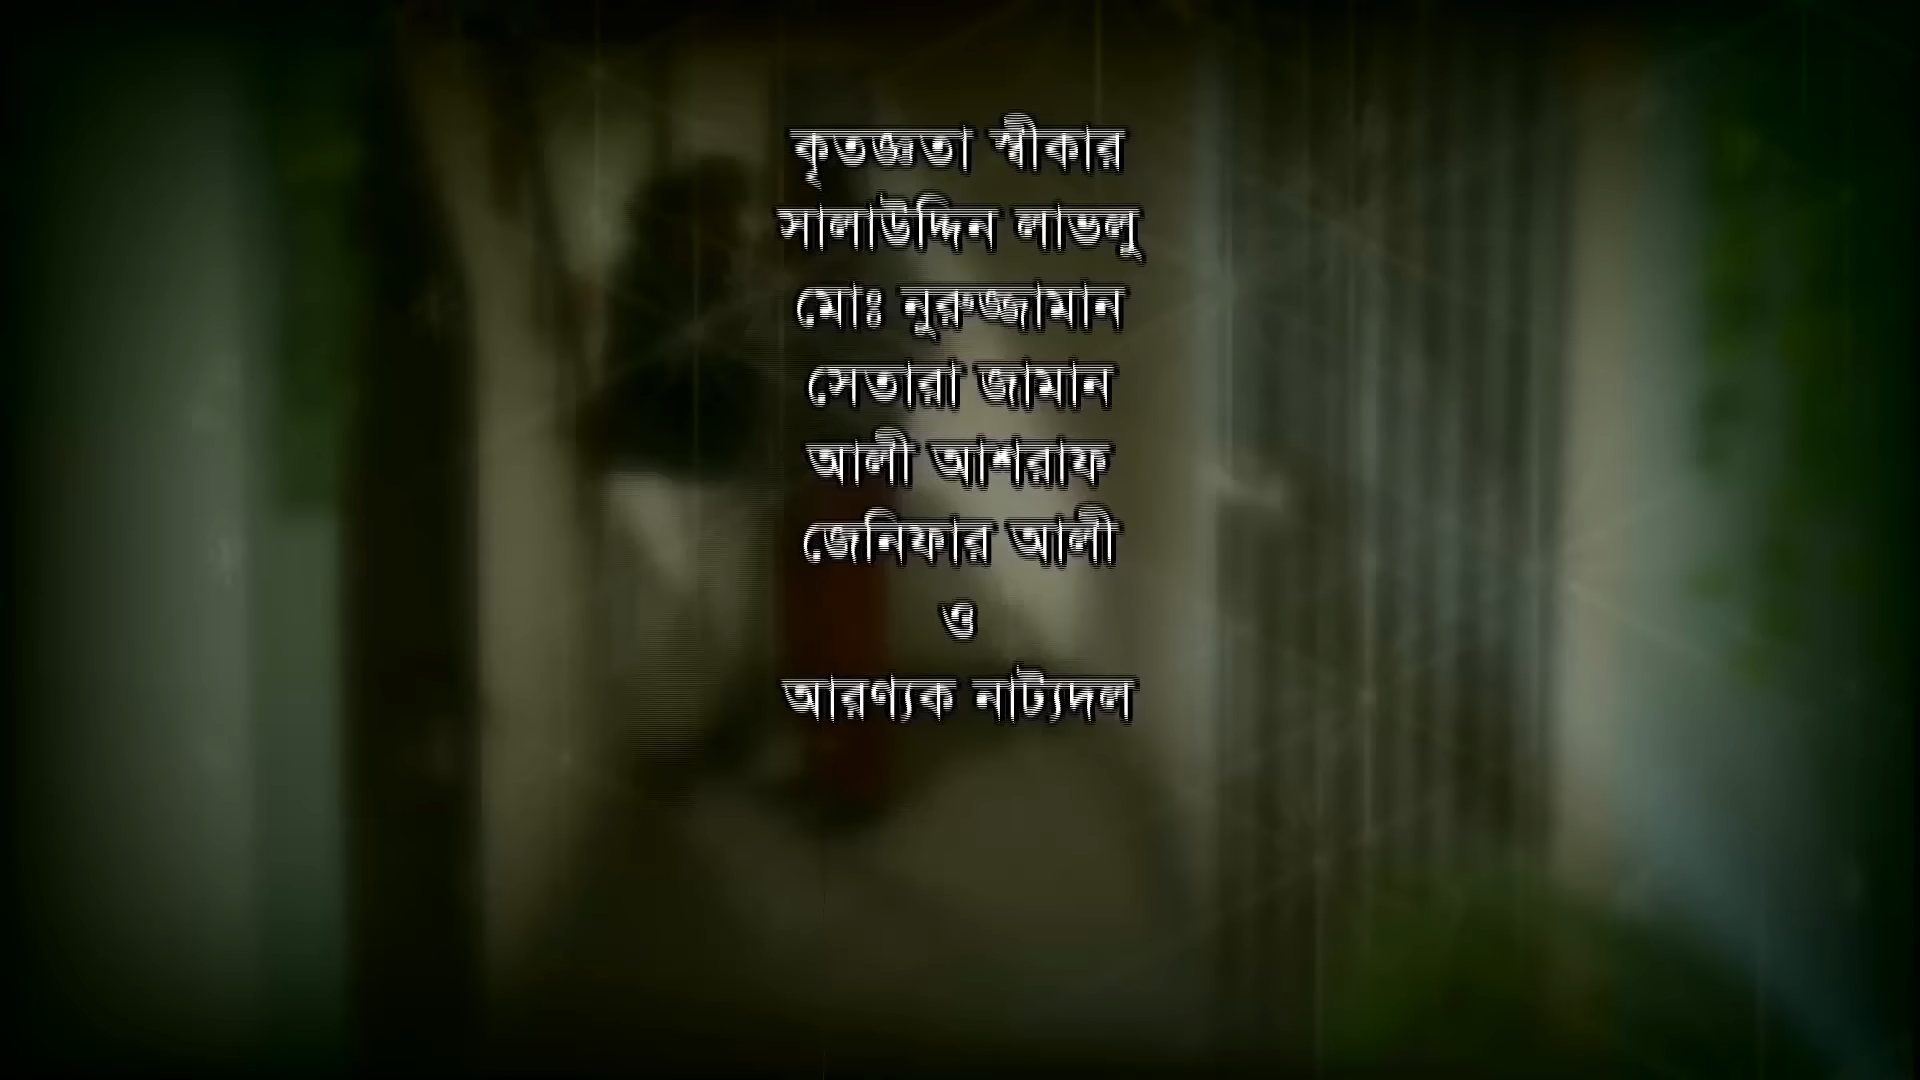 কৃতজ্ঞতা স্বীকার
সালাউদ্দিন লাভলু
মোঃ নুরুজ্জামান
সেতারা জামান
আলী আশরাফ
জেনিফার আলী
ও
আরণ্যক নাট্যদল